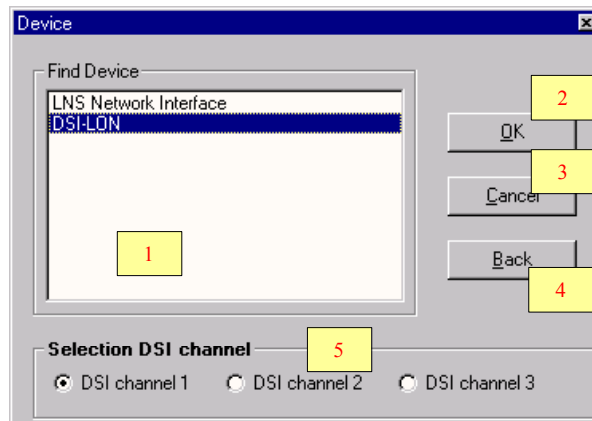 Device
Find Device
LNS Network Interface
DSI-LON
1
2
OK
3
Cancel
Back
4
Selection DSI channel
5
DSI channel 1
DSI channel 2
DSI channel 3